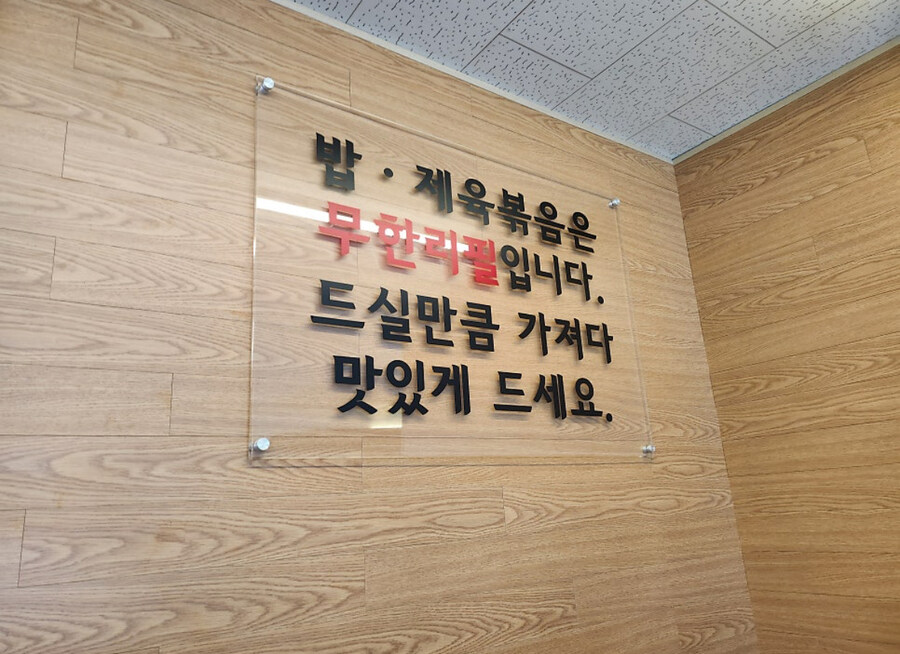 밥·제육볶음은
무한리필입니다.
드실만큼 가져다
맛있게 드세요.